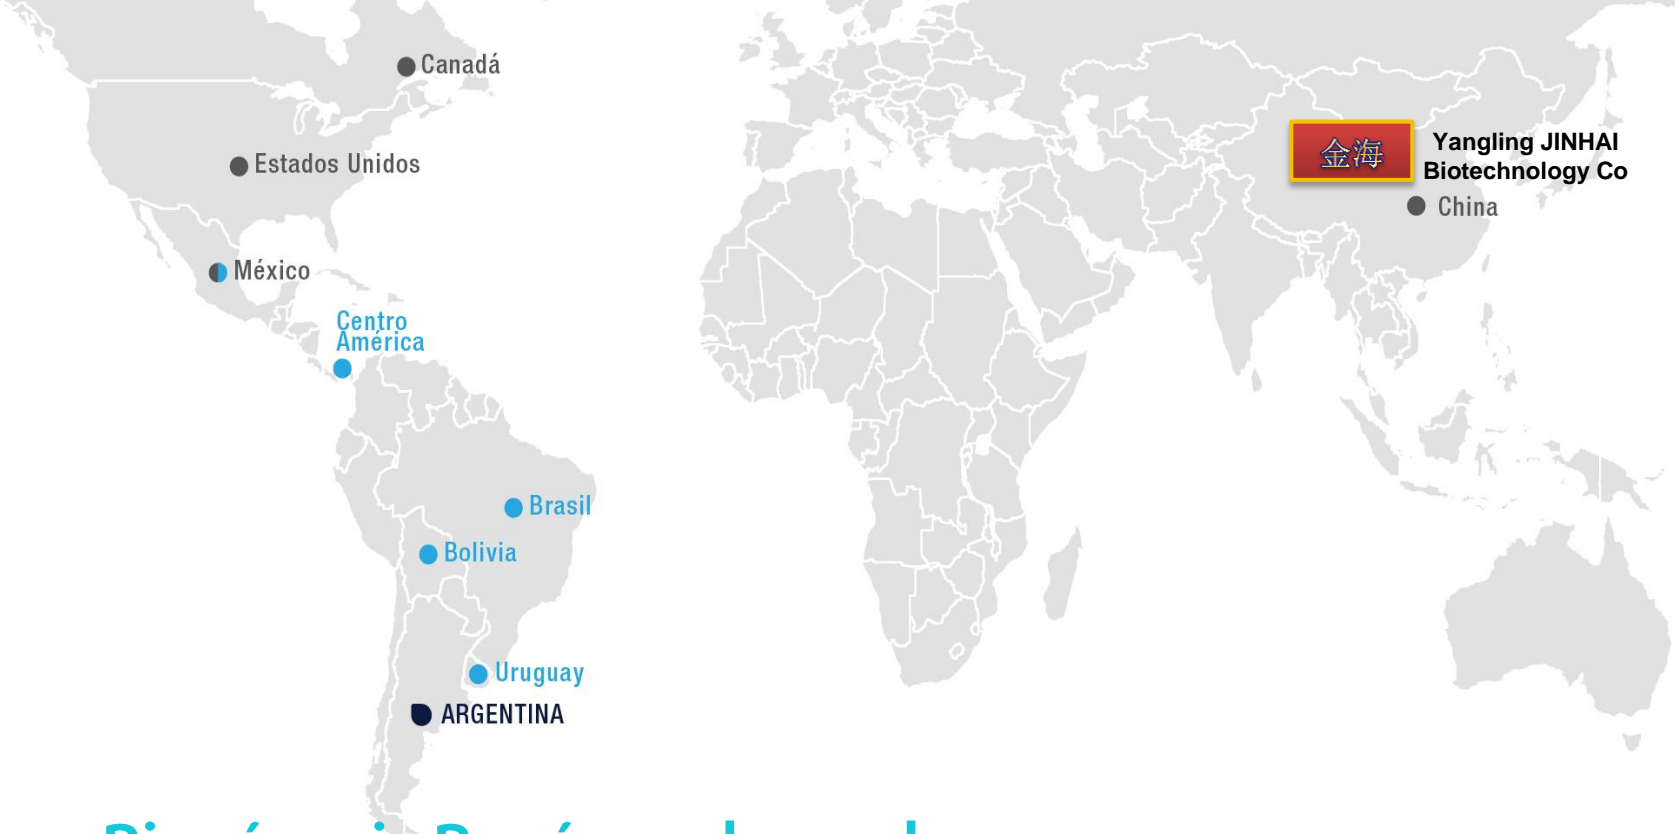 Canadá
Estados Unidos
金海
Yangling JINHAI
Biotechnology Co
China
México
Centro
América
Brasil
Bolivia
Uruguay
ARGENTINA